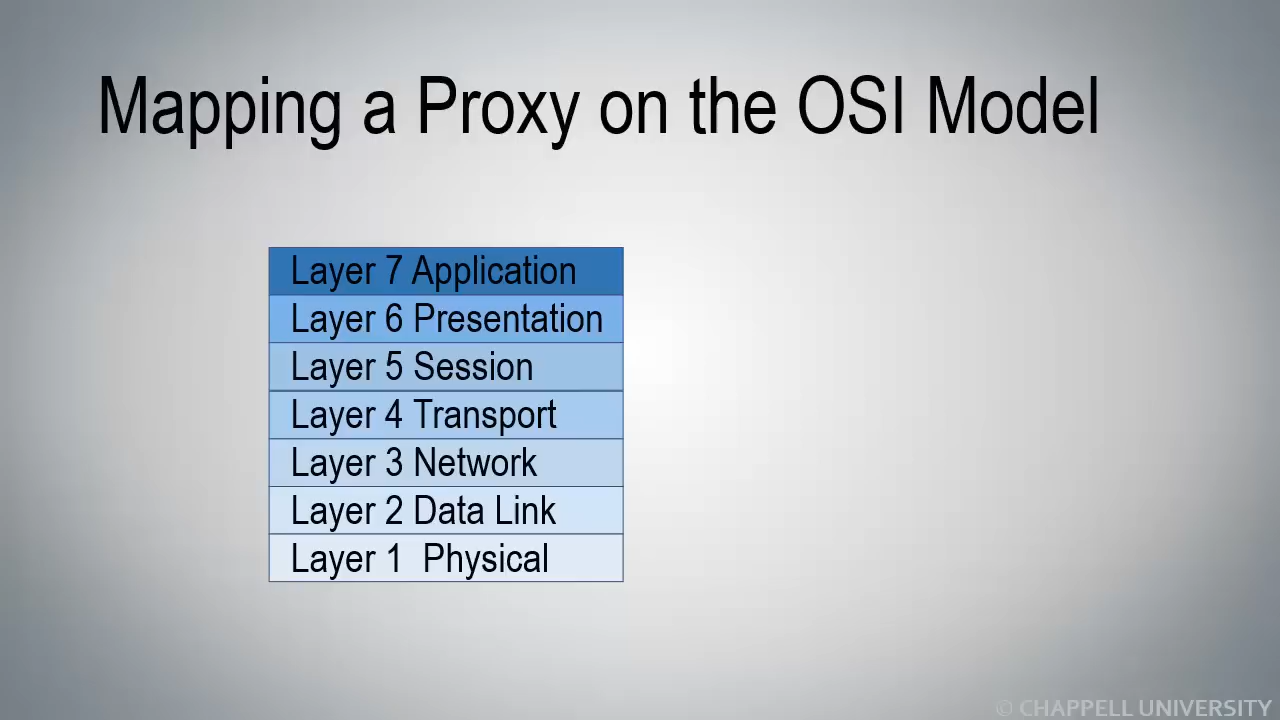 Mapping a Proxy on the OSI Model
Layer 7 Application
Layer 6 Presentation
Layer 5 Session
Layer 4 Transport
Layer 3 Network
Layer 2 Data Link
Layer 1  Physical
© CHAPPELL UNIVERSITY